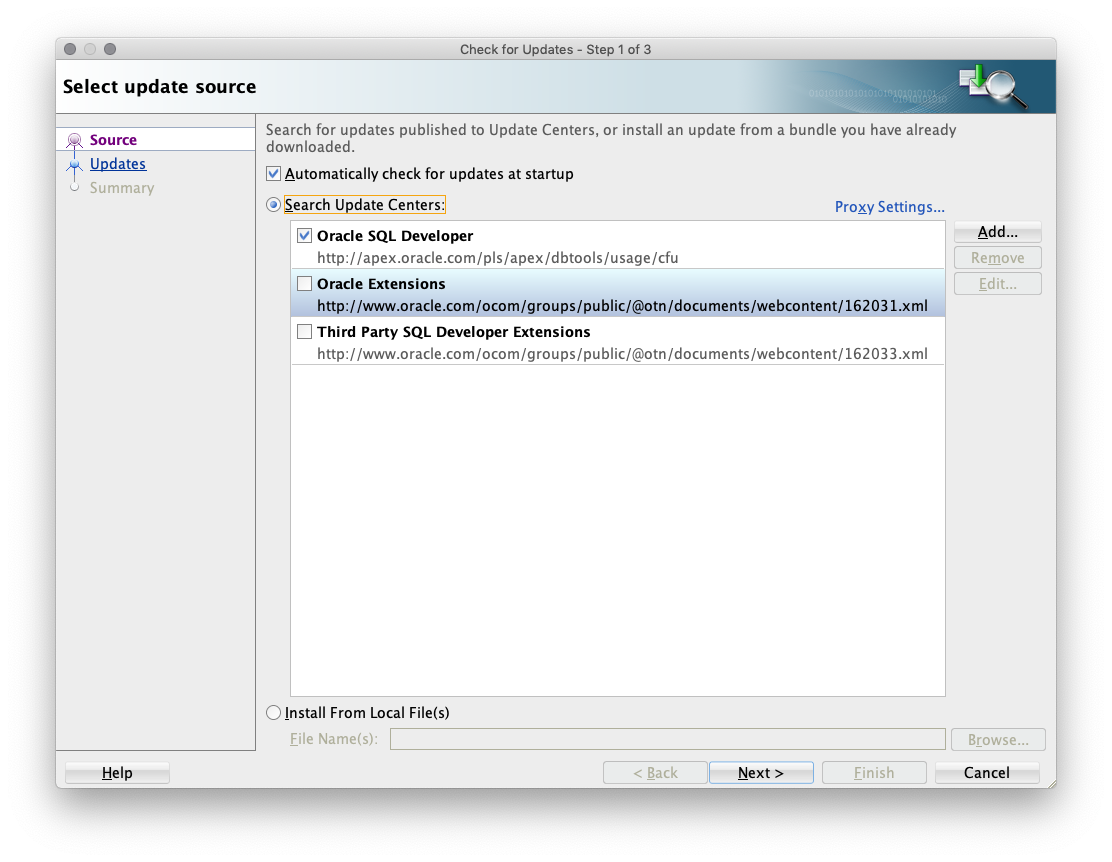 Check for Updates - Step 1 of 3
Select update source
Source
Updates
Summary
Search for updates published to Update Centers, or install an update from a bundle you have already
downloaded.
Automatically check for updates at startup
Search Update Centers:
Proxy Settings...
Oracle SQL Developer
http://apex.oracle.com/pls/apex/dbtools/usage/cfu
Oracle Extensions
http://www.oracle.com/ocom/groups/public/@otn/documents/webcontent/162031.xml
Third Party SQL Developer Extensions
http://www.oracle.com/ocom/groups/public/@otn/documents/webcontent/162033.xml
Add...
Remove
Edit...
Install From Local File(s)
File Name(s):
Browse...
Help
< Back
Next >
Finish
Cancel